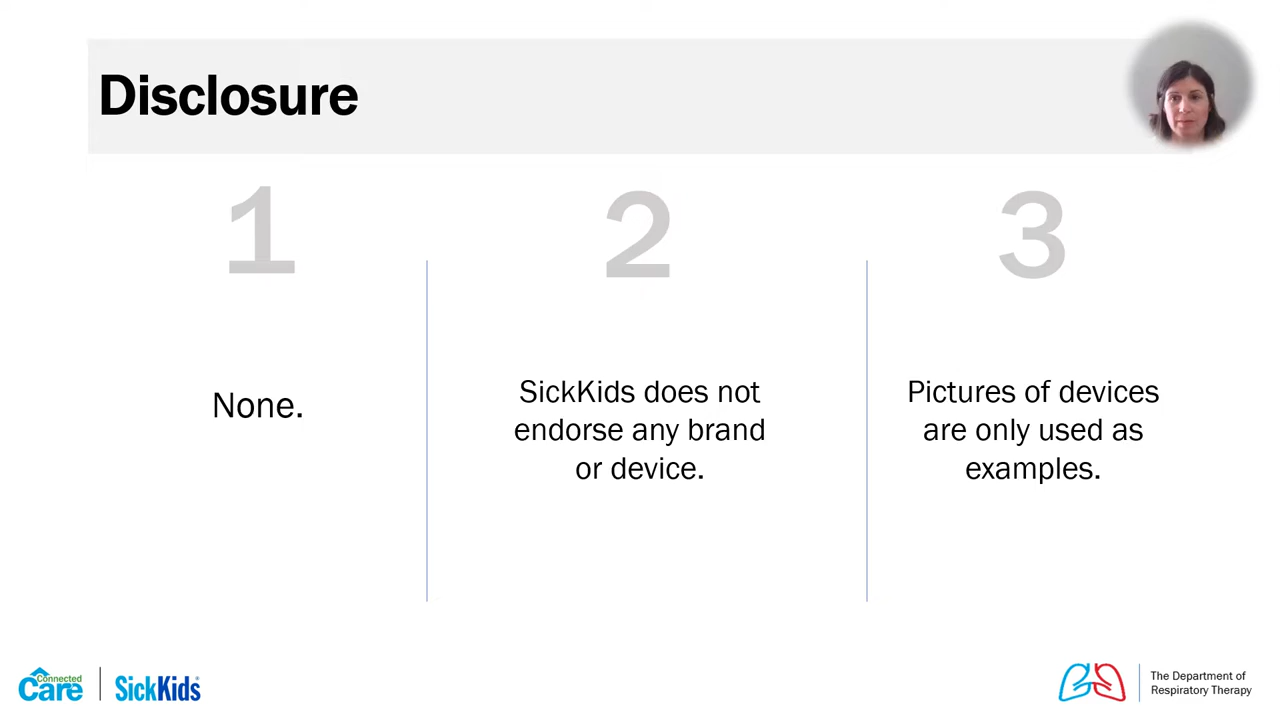 Disclosure
1
2
3
None.
SickKids does not
endorse any brand
or device.
Pictures of devices
are only used as
examples.
Connected
Care
SickKids
The Department of
Respiratory Therapy